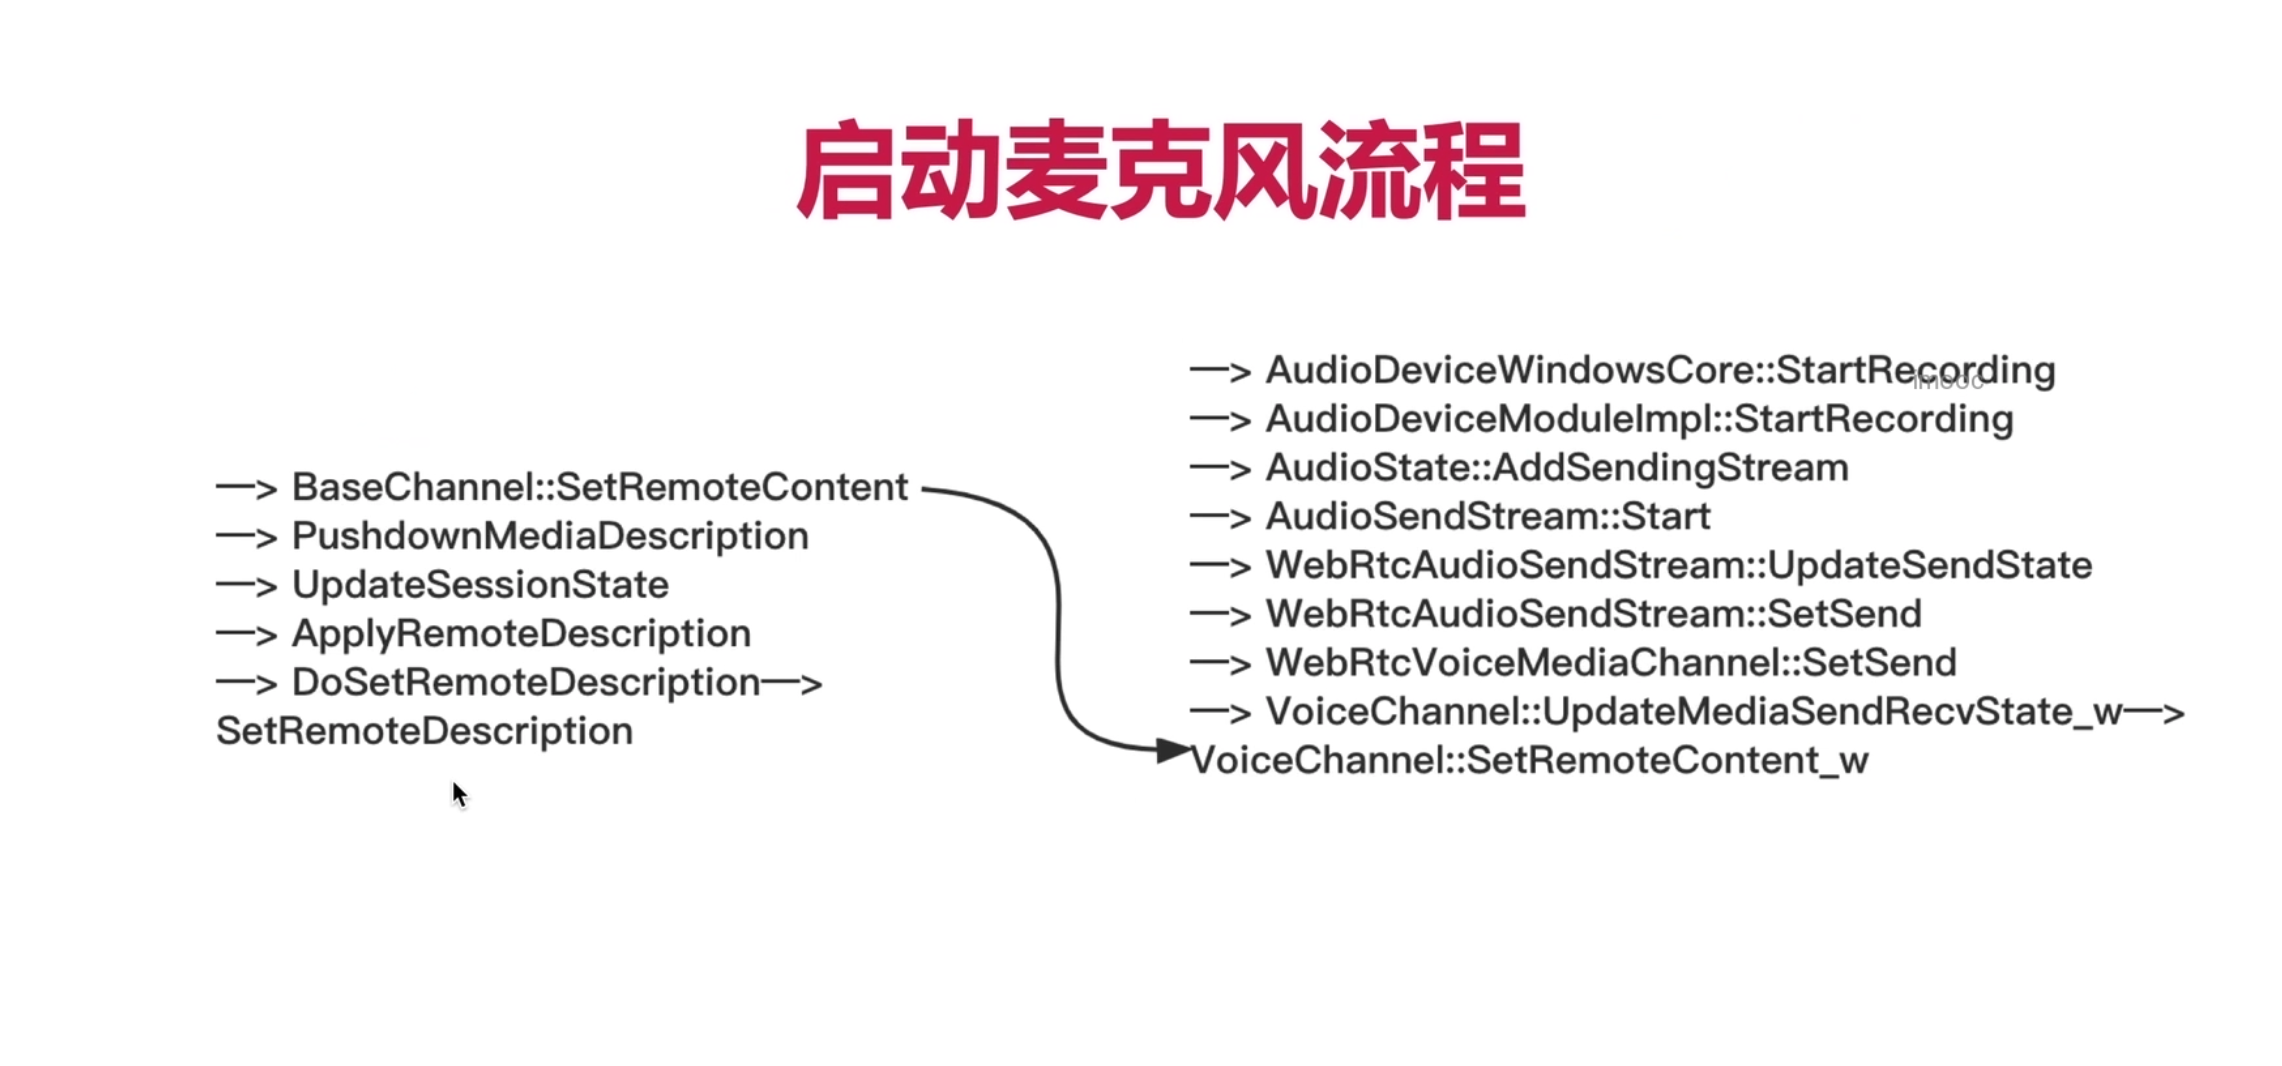 启动麦克风流程
—> BaseChannel::SetRemoteContent
—> PushdownMediaDescription
—> UpdateSessionState
—> ApplyRemoteDescription
—> DoSetRemoteDescription—>
SetRemoteDescription
—> AudioDeviceWindowsCore::StartRecording
imooc
—> AudioDeviceModuleImpl::StartRecording
—> AudioState::AddSendingStream
—> AudioSendStream::Start
—> WebRtcAudioSendStream::UpdateSendState
—> WebRtcAudioSendStream::SetSend
—> WebRtcVoiceMediaChannel::SetSend
—> VoiceChannel::UpdateMediaSendRecvState_w—>
VoiceChannel::SetRemoteContent_w